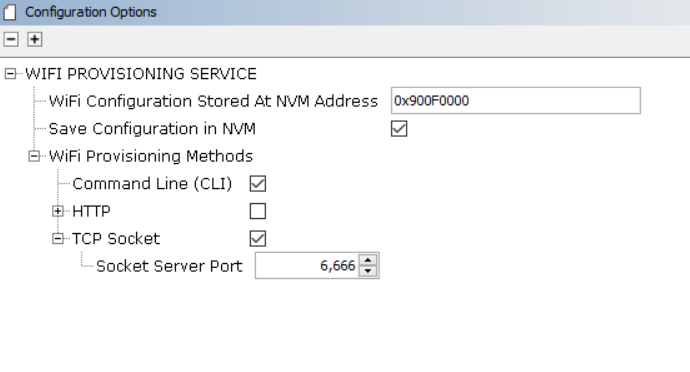 Configuration Options
WIFI PROVISIONING SERVICE
WiFi Configuration Stored At NVM Address 0x900F0000
Save Configuration in NVM
WiFi Provisioning Methods
Command Line (CLI)
HTTP
TCP Socket
Socket Server Port 6,666